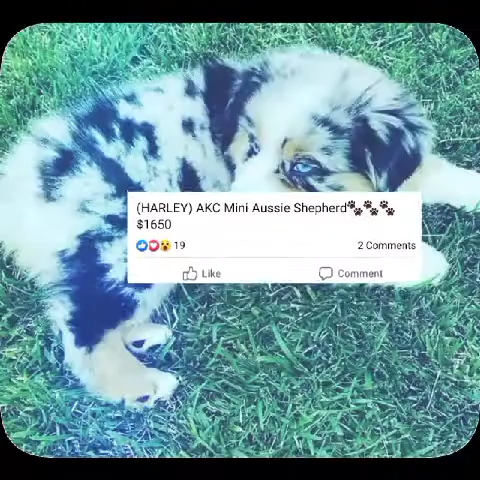 (HARLEY) AKC Mini Aussie Shepherd🐾🐾🐾
$1650
19 2 Comments
Like Comment